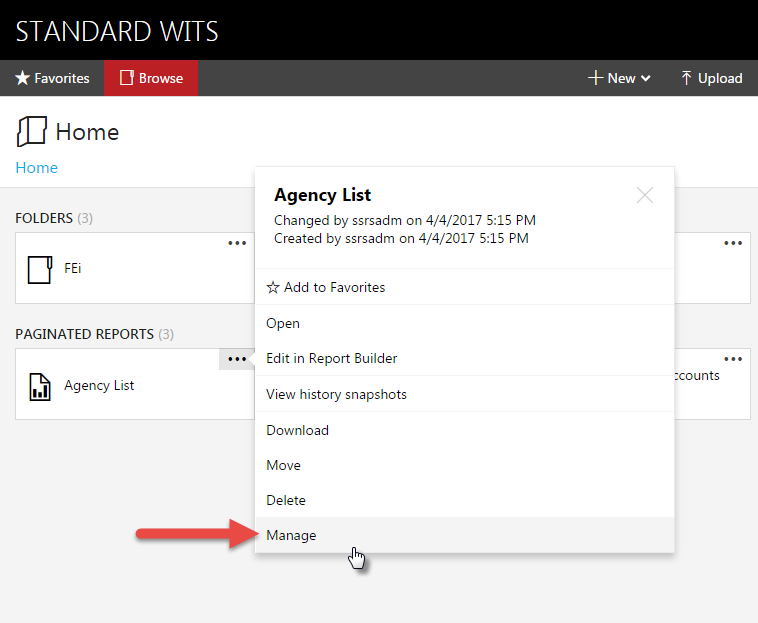 STANDARD WITS
Favorites
Browse
New
Upload
Home
Home
FOLDERS (3)
FEi
PAGINATED REPORTS (3)
Agency List
Agency List
Changed by ssrsadm on 4/4/2017 5:15 PM
Created by ssrsadm on 4/4/2017 5:15 PM
Add to Favorites
Open
Edit in Report Builder
View history snapshots
Download
Move
Delete
Manage
ccounts